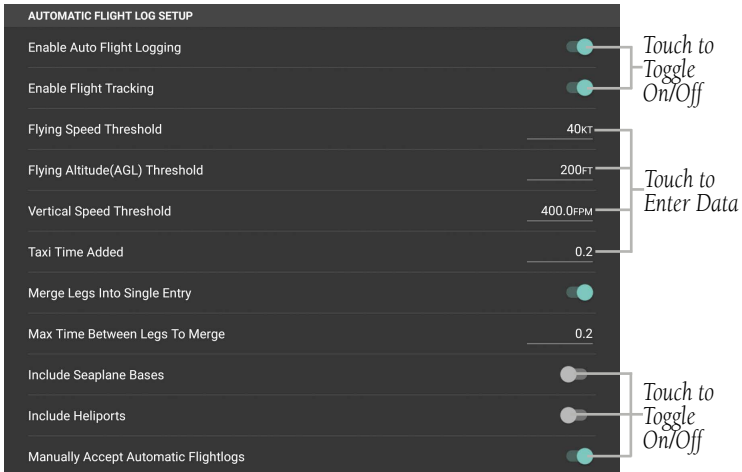 AUTOMATIC FLIGHT LOG SETUP
Enable Auto Flight Logging
Enable Flight Tracking
Touch to
Toggle
On/Off
Flying Speed Threshold 40KT
Flying Altitude(AGL) Threshold 200FT
Vertical Speed Threshold 400.0FPM
Taxi Time Added 0.2
Touch to
Enter Data
Merge Legs Into Single Entry
Max Time Between Legs To Merge 0.2
Include Seaplane Bases
Include Heliports
Manually Accept Automatic Flightlogs
Touch to
Toggle
On/Off